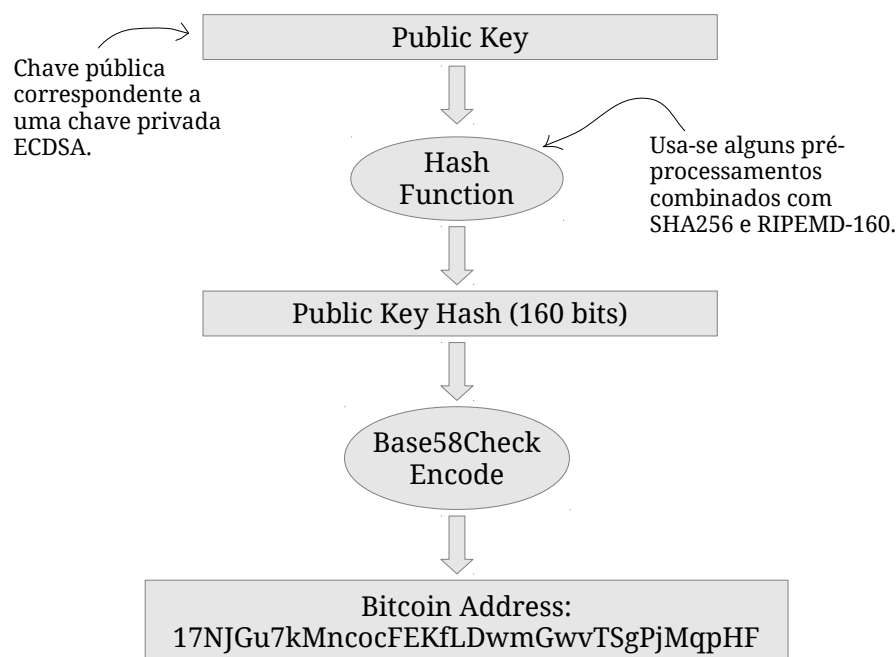 Public Key
Chave pública
correspondente a
uma chave privada
ECDSA.
Hash
Function
Usa-se alguns pré-
processamentos
combinados com
SHA256 e RIPEMD-160.
Public Key Hash (160 bits)
Base58Check
Encode
Bitcoin Address:
17NJGu7kMncocFEKfLDwmGwvTSgPjMqpHF